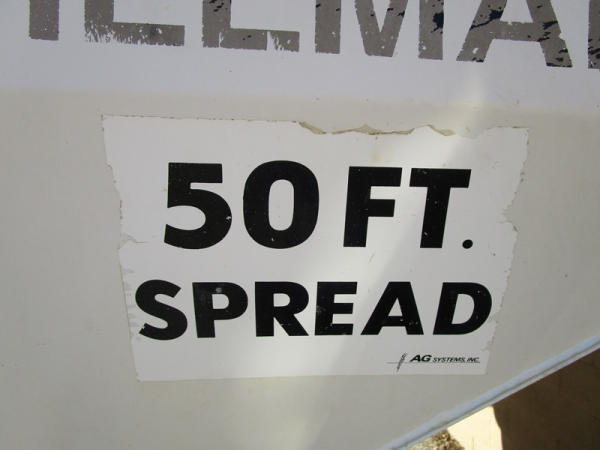 50 FT.
SPREAD
AG SYSTEMS, INC.